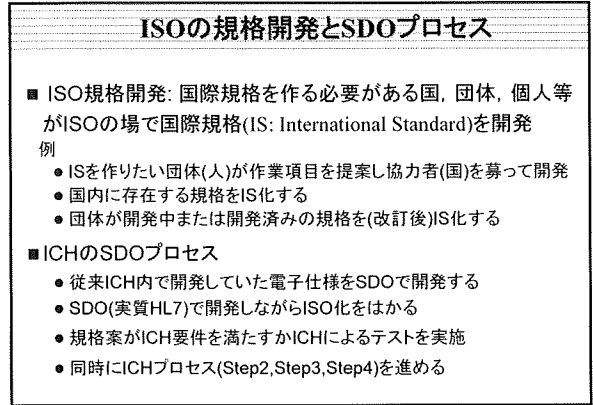 ISOの規格開発とSDOプロセス
■ ISO規格開発: 国際規格を作る必要がある国, 団体, 個人等
がISOの場で国際規格(IS: International Standard)を開発
例
● ISを作りたい団体(人)が作業項目を提案し協力者(国)を募って開発
● 国内に存在する規格をIS化する
● 団体が開発中または開発済みの規格を(改訂後)IS化する
■ICHのSDOプロセス
● 従来ICH内で開発していた電子仕様をSDOで開発する
● SDO(実質HL7)で開発しながらISO化をはかる
● 規格案がICH要件を満たすかICHによるテストを実施
● 同時にICHプロセス(Step2,Step3,Step4)を進める